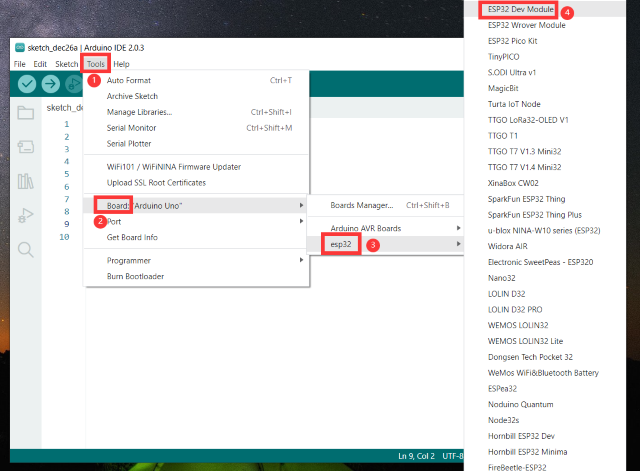 sketch_dec26a | Arduino IDE 2.0.3
File Edit Sketch Tools Help
1
Auto Format Ctrl+T
Archive Sketch
Manage Libraries... Ctrl+Shift+I
Serial Monitor Ctrl+Shift+M
Serial Plotter
WiFi101 / WiFiNINA Firmware Updater
Upload SSL Root Certificates
Board: "Arduino Uno"
2
Port
Get Board Info
Programmer
Burn Bootloader
sketch_de
1
2
3
4
5
6
7
8
9
10
Boards Manager... Ctrl+Shift+B
Arduino AVR Boards
esp32
3
ESP32 Dev Module
4
ESP32 Wrover Module
ESP32 Pico Kit
TinyPICO
S.ODI Ultra v1
MagicBit
Turta IoT Node
TTGO LoRa32-OLED V1
TTGO T1
TTGO T7 V1.3 Mini32
TTGO T7 V1.4 Mini32
XinaBox CW02
SparkFun ESP32 Thing
SparkFun ESP32 Thing Plus
u-blox NINA-W10 series (ESP32)
Widora AIR
Electronic SweetPeas - ESP320
Nano32
LOLIN D32
LOLIN D32 PRO
WEMOS LOLIN32
WEMOS LOLIN32 Lite
Dongsen Tech Pocket 32
WeMos WiFi&Bluetooth Battery
ESPea32
Noduino Quantum
Node32s
Hornbill ESP32 Dev
Hornbill ESP32 Minima
FireBeetle-ESP32
Ln 9, Col 2 UTF-8